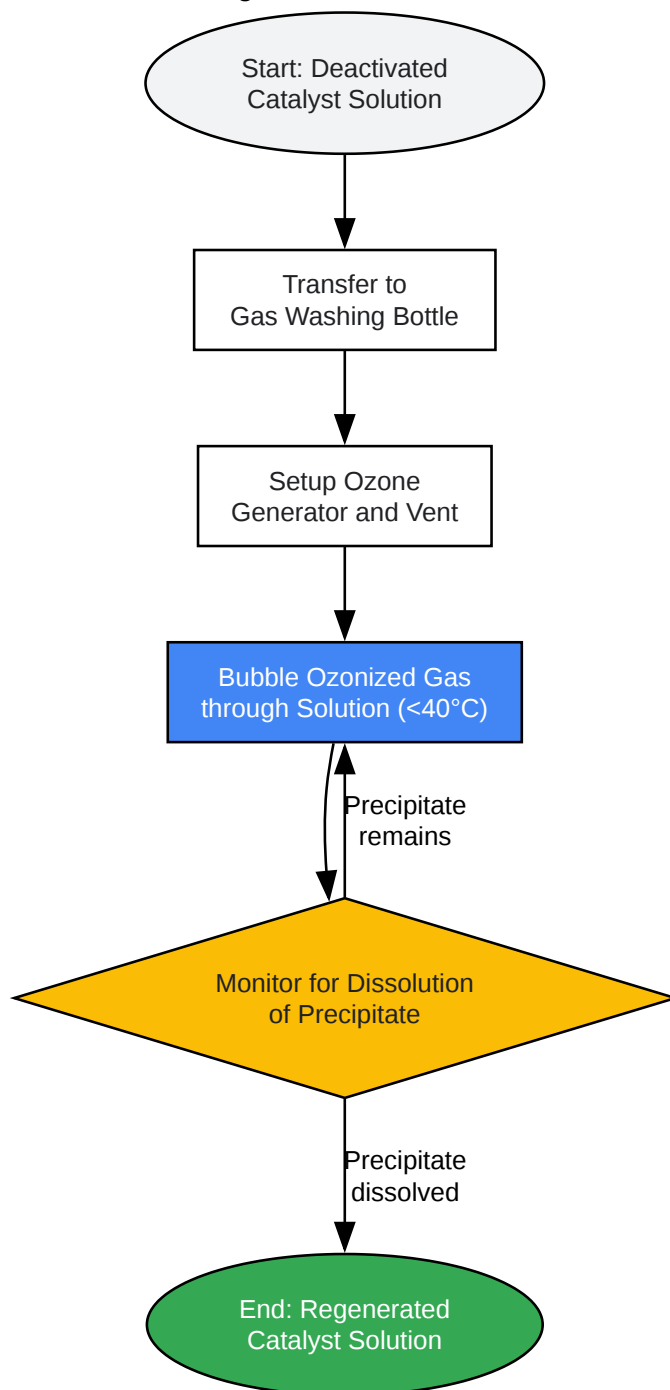 Start: Deactivated
Catalyst Solution
Transfer to
Gas Washing Bottle
Setup Ozone
Generator and Vent
Bubble Ozonized Gas
through Solution (<40°C)
Precipitate
remains
Monitor for Dissolution
of Precipitate
Precipitate
dissolved
End: Regenerated
Catalyst Solution